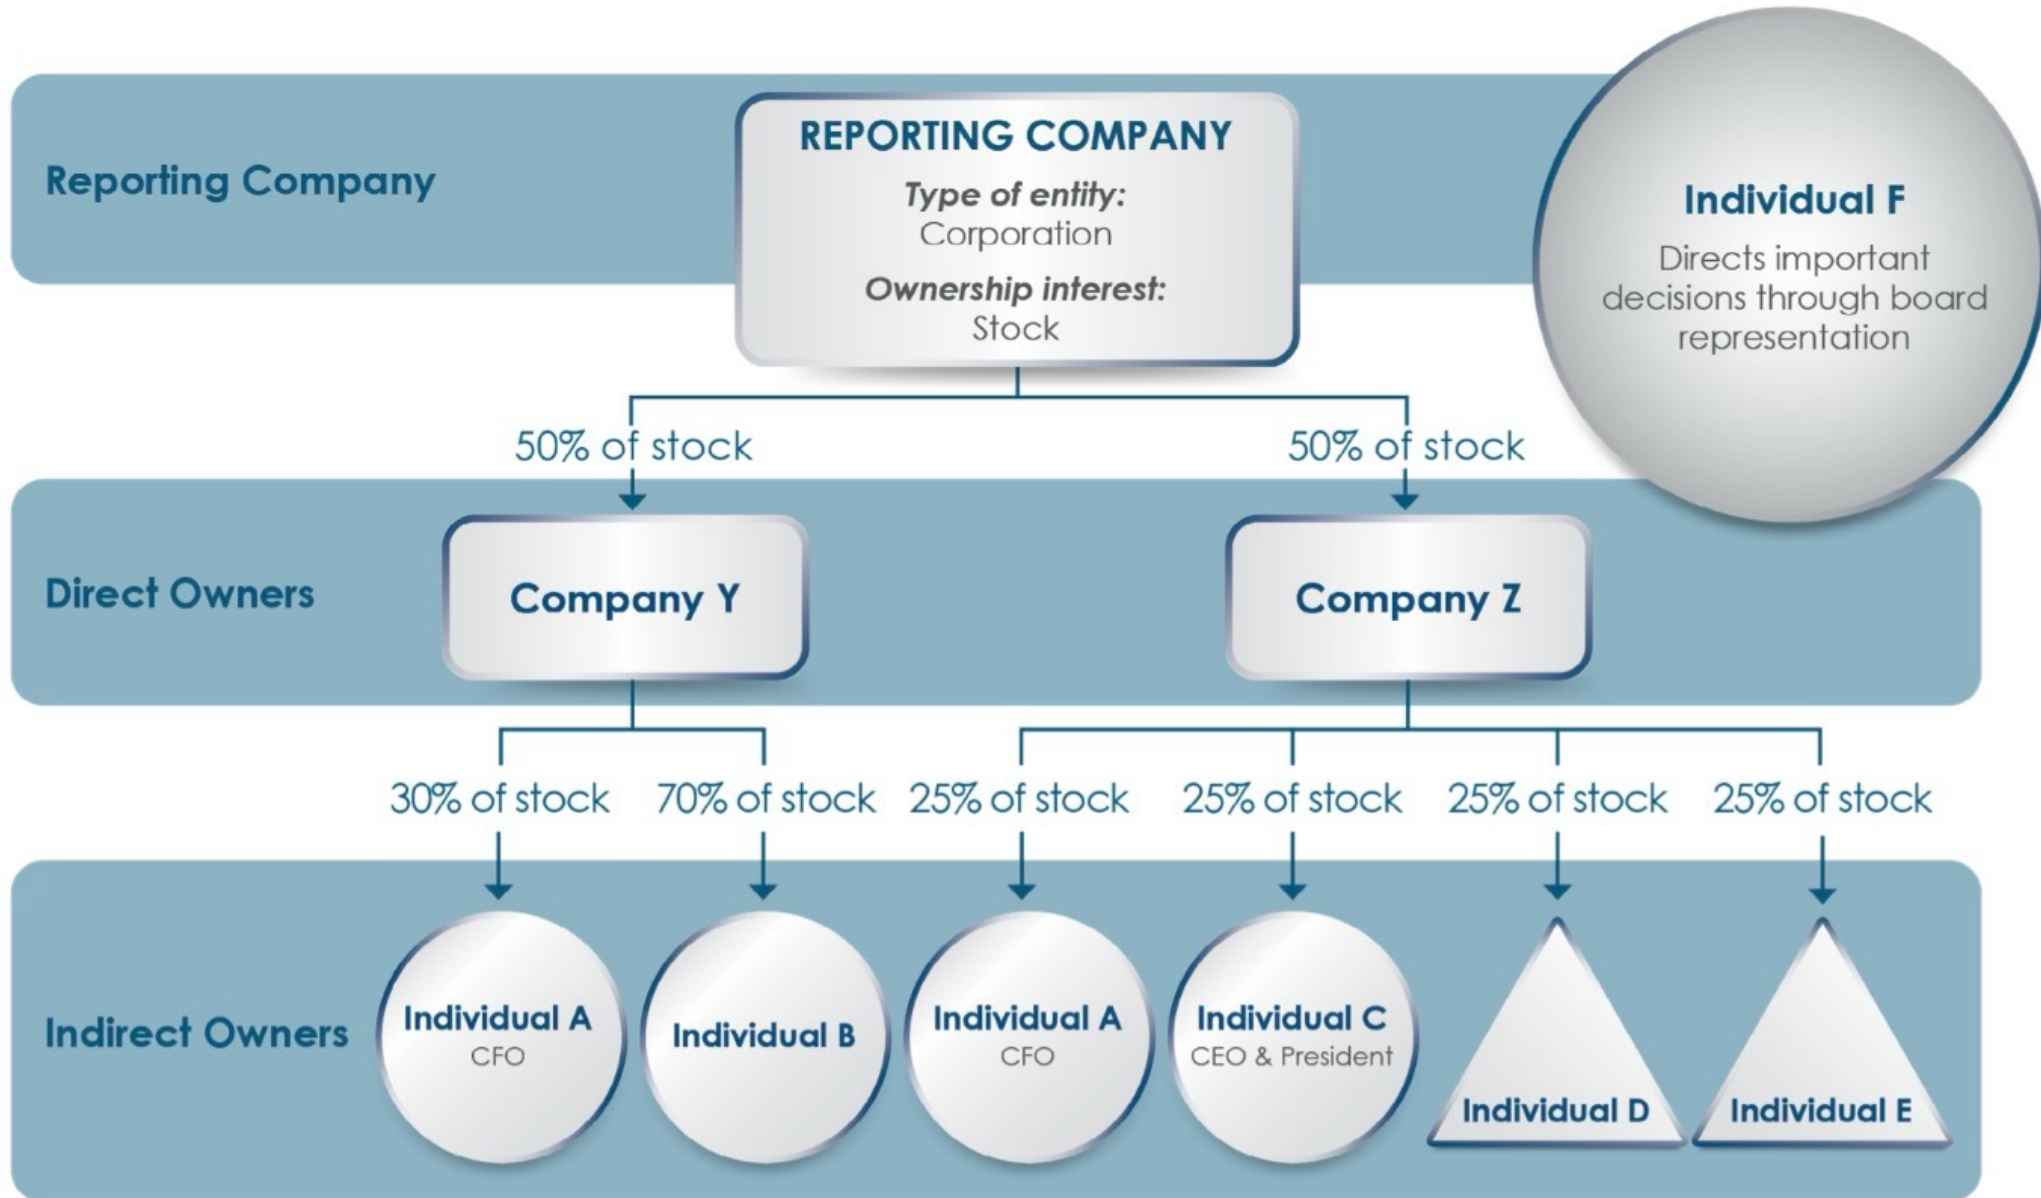 Reporting Company
REPORTING COMPANY
Type of entity:
Corporation
Ownership interest:
Stock
Individual F
Directs important
decisions through board
representation
50% of stock
50% of stock
Direct Owners
Company Y
Company Z
30% of stock
70% of stock
25% of stock
25% of stock
25% of stock
25% of stock
Indirect Owners
Individual A
CFO
Individual B
Individual A
CFO
Individual C
CEO & President
Individual D
Individual E